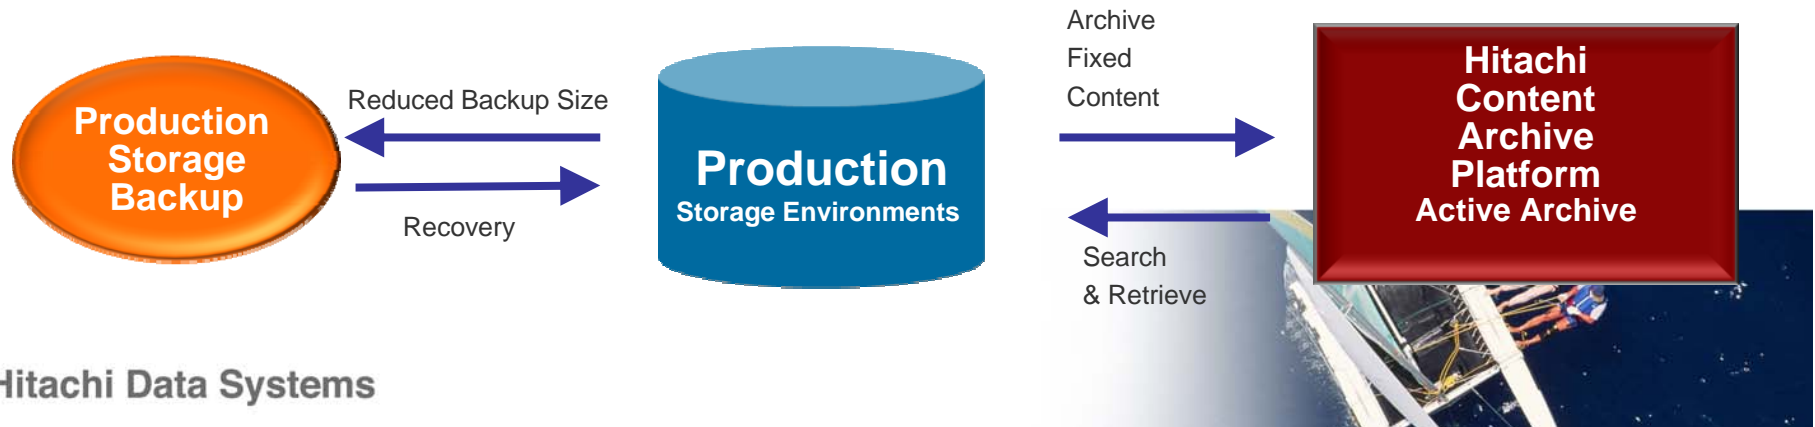 Production
Storage
Backup
Reduced Backup Size
Recovery
Production
Storage Environments
Archive
Fixed
Content
Search
& Retrieve
Hitachi
Content
Archive
Platform
Active Archive
Hitachi Data Systems